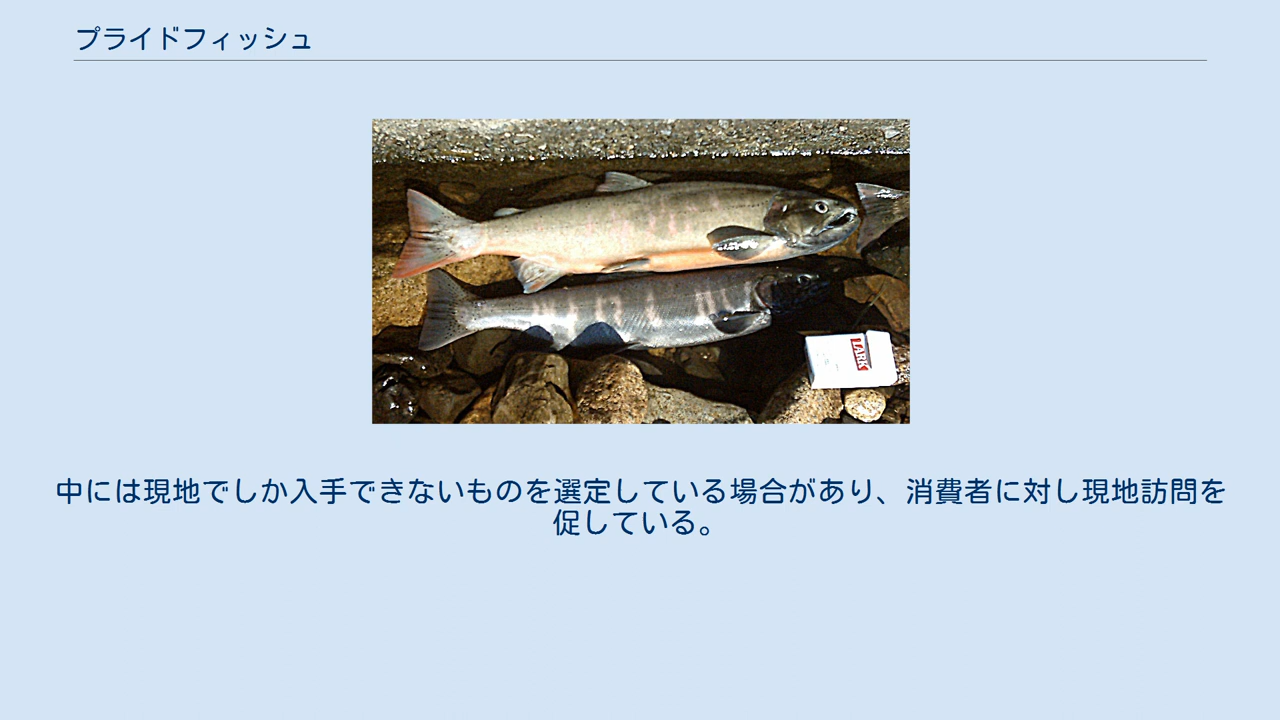 プライドフィッシュ
LARK
中には現地でしか入手できないものを選定している場合があり、消費者に対し現地訪問を
促している。